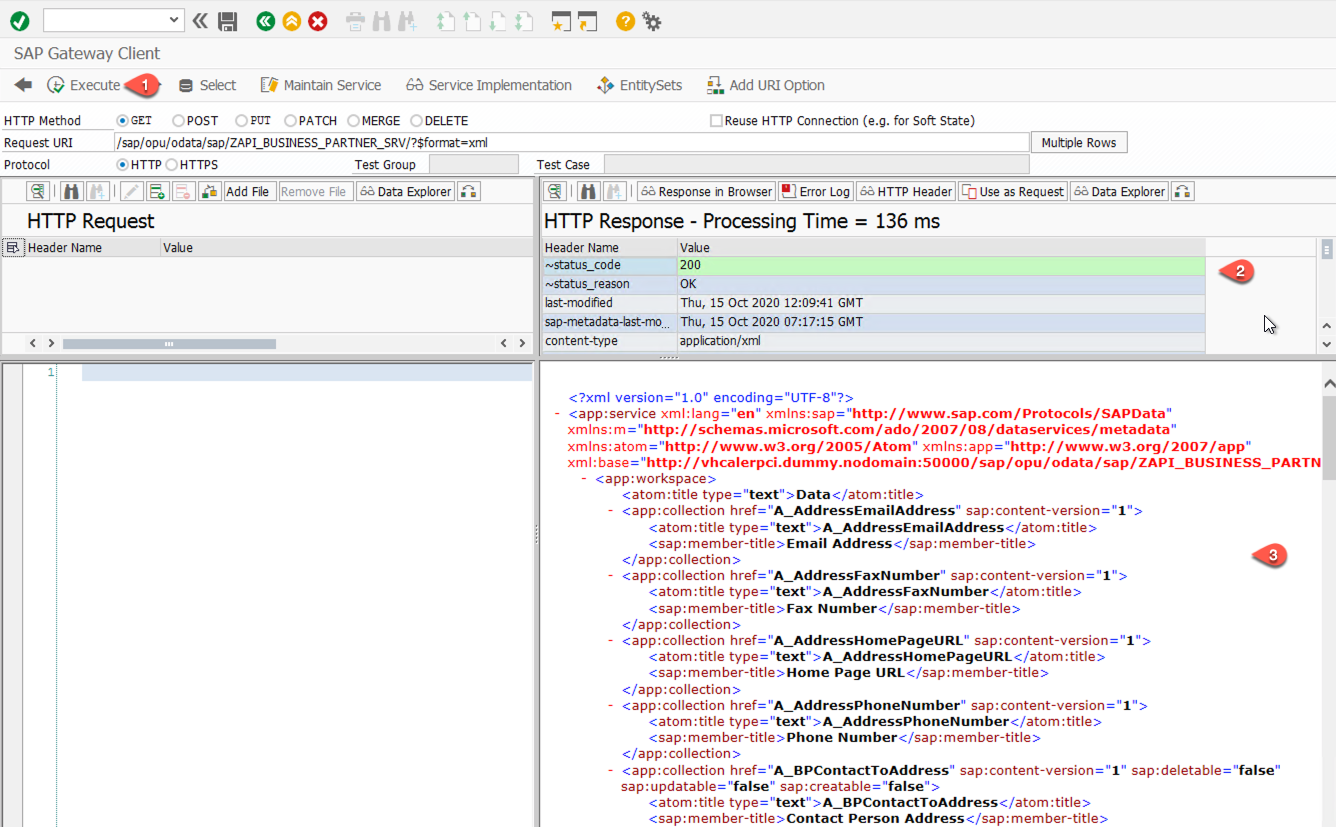 SAP Gateway Client
Execute 1 Select Maintain Service Service Implementation EntitySets Add URI Option
HTTP Method GET POST PUT PATCH MERGE DELETE Reuse HTTP Connection (e.g. for Soft State)
Request URI /sap/opu/odata/sap/ZAPI_BUSINESS_PARTNER_SRV/?$format=xml Multiple Rows
Protocol HTTP HTTPS Test Group Test Case
Add File Remove File Data Explorer Response in Browser Error Log HTTP Header Use as Request Data Explorer
HTTP Request HTTP Response - Processing Time = 136 ms
Header Name Value Header Name Value
~status_code 200 2
~status_reason OK
last-modified Thu, 15 Oct 2020 12:09:41 GMT
sap-metadata-last-mo... Thu, 15 Oct 2020 07:17:15 GMT
content-type application/xml
1
<?xml version="1.0" encoding="UTF-8"?>
- <app:service xml:lang="en" xmlns:sap="http://www.sap.com/Protocols/SAPData"
xmlns:m="http://schemas.microsoft.com/ado/2007/08/dataservices/metadata"
xmlns:atom="http://www.w3.org/2005/Atom" xmlns:app="http://www.w3.org/2007/app"
xml:base="http://vhcalerpci.dummy.nodomain:50000/sap/opu/odata/sap/ZAPI_BUSINESS_PARTN
- <app:workspace>
<atom:title type="text">Data</atom:title>
- <app:collection href="A_AddressEmailAddress" sap:content-version="1">
<atom:title type="text">A_AddressEmailAddress</atom:title>
<sap:member-title>Email Address</sap:member-title>
</app:collection> 3
- <app:collection href="A_AddressFaxNumber" sap:content-version="1">
<atom:title type="text">A_AddressFaxNumber</atom:title>
<sap:member-title>Fax Number</sap:member-title>
</app:collection>
- <app:collection href="A_AddressHomePageURL" sap:content-version="1">
<atom:title type="text">A_AddressHomePageURL</atom:title>
<sap:member-title>Home Page URL</sap:member-title>
</app:collection>
- <app:collection href="A_AddressPhoneNumber" sap:content-version="1">
<atom:title type="text">A_AddressPhoneNumber</atom:title>
<sap:member-title>Phone Number</sap:member-title>
</app:collection>
- <app:collection href="A_BPContactToAddress" sap:content-version="1" sap:deletable="false"
sap:updatable="false" sap:creatable="false">
<atom:title type="text">A_BPContactToAddress</atom:title>
<sap:member-title>Contact Person Address</sap:member-title>